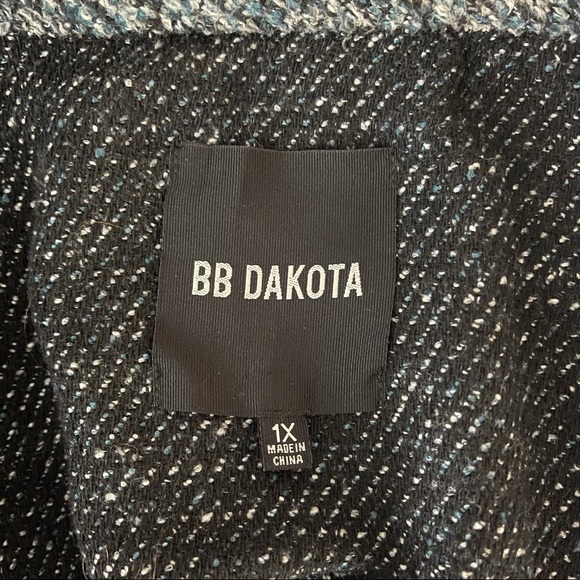 BB DAKOTA
1X
MADE IN
CHINA